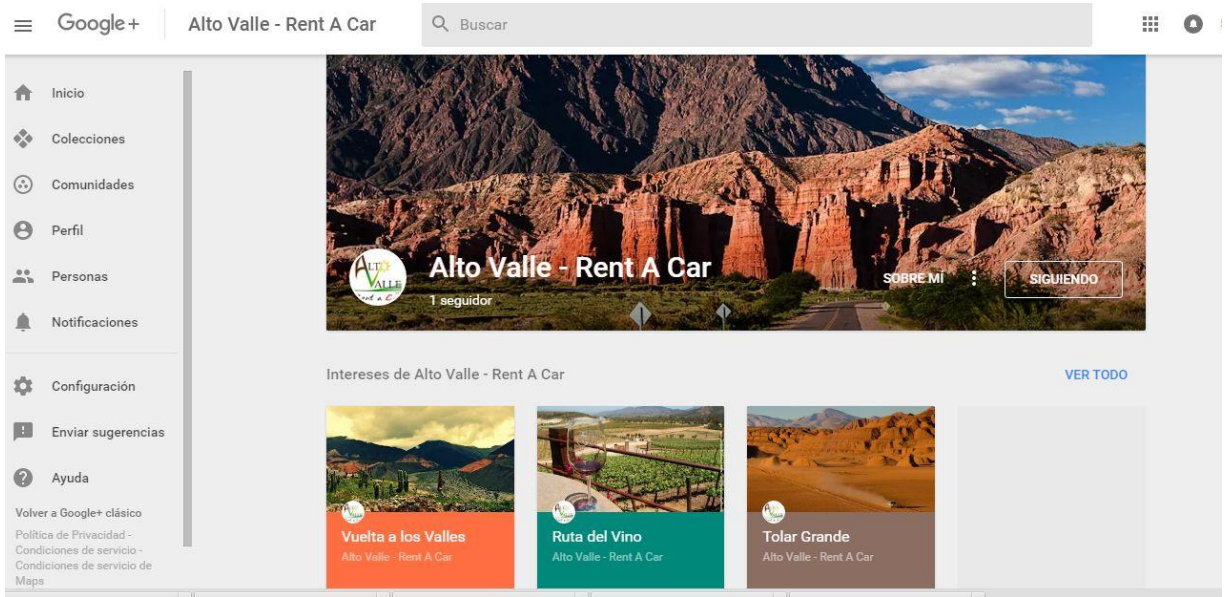 Google+
Alto Valle - Rent A Car
Buscar
Inicio
Colecciones
Comunidades
Perfil
Personas
Notificaciones
Configuración
Enviar sugerencias
Ayuda
Volver a Google+ clásico
Política de Privacidad -
Condiciones de servicio -
Condiciones de servicio de
Maps
ALTO
VALLE
Alto Valle - Rent A Car
1 seguidor
SOBRE MÍ
SIGUIENDO
Intereses de Alto Valle - Rent A Car
VER TODO
Vuelta a los Valles
Alto Valle - Rent A Car
Ruta del Vino
Alto Valle - Rent A Car
Tolar Grande
Alto Valle - Rent A Car